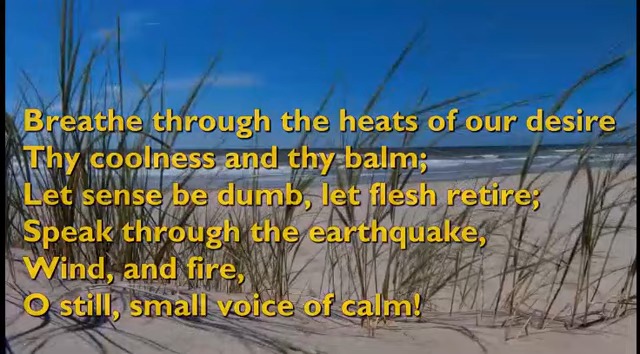 Breathe through the heats of our desire
Thy coolness and thy balm;
Let sense be dumb, let flesh retire;
Speak through the earthquake,
Wind, and fire,
O still, small voice of calm!